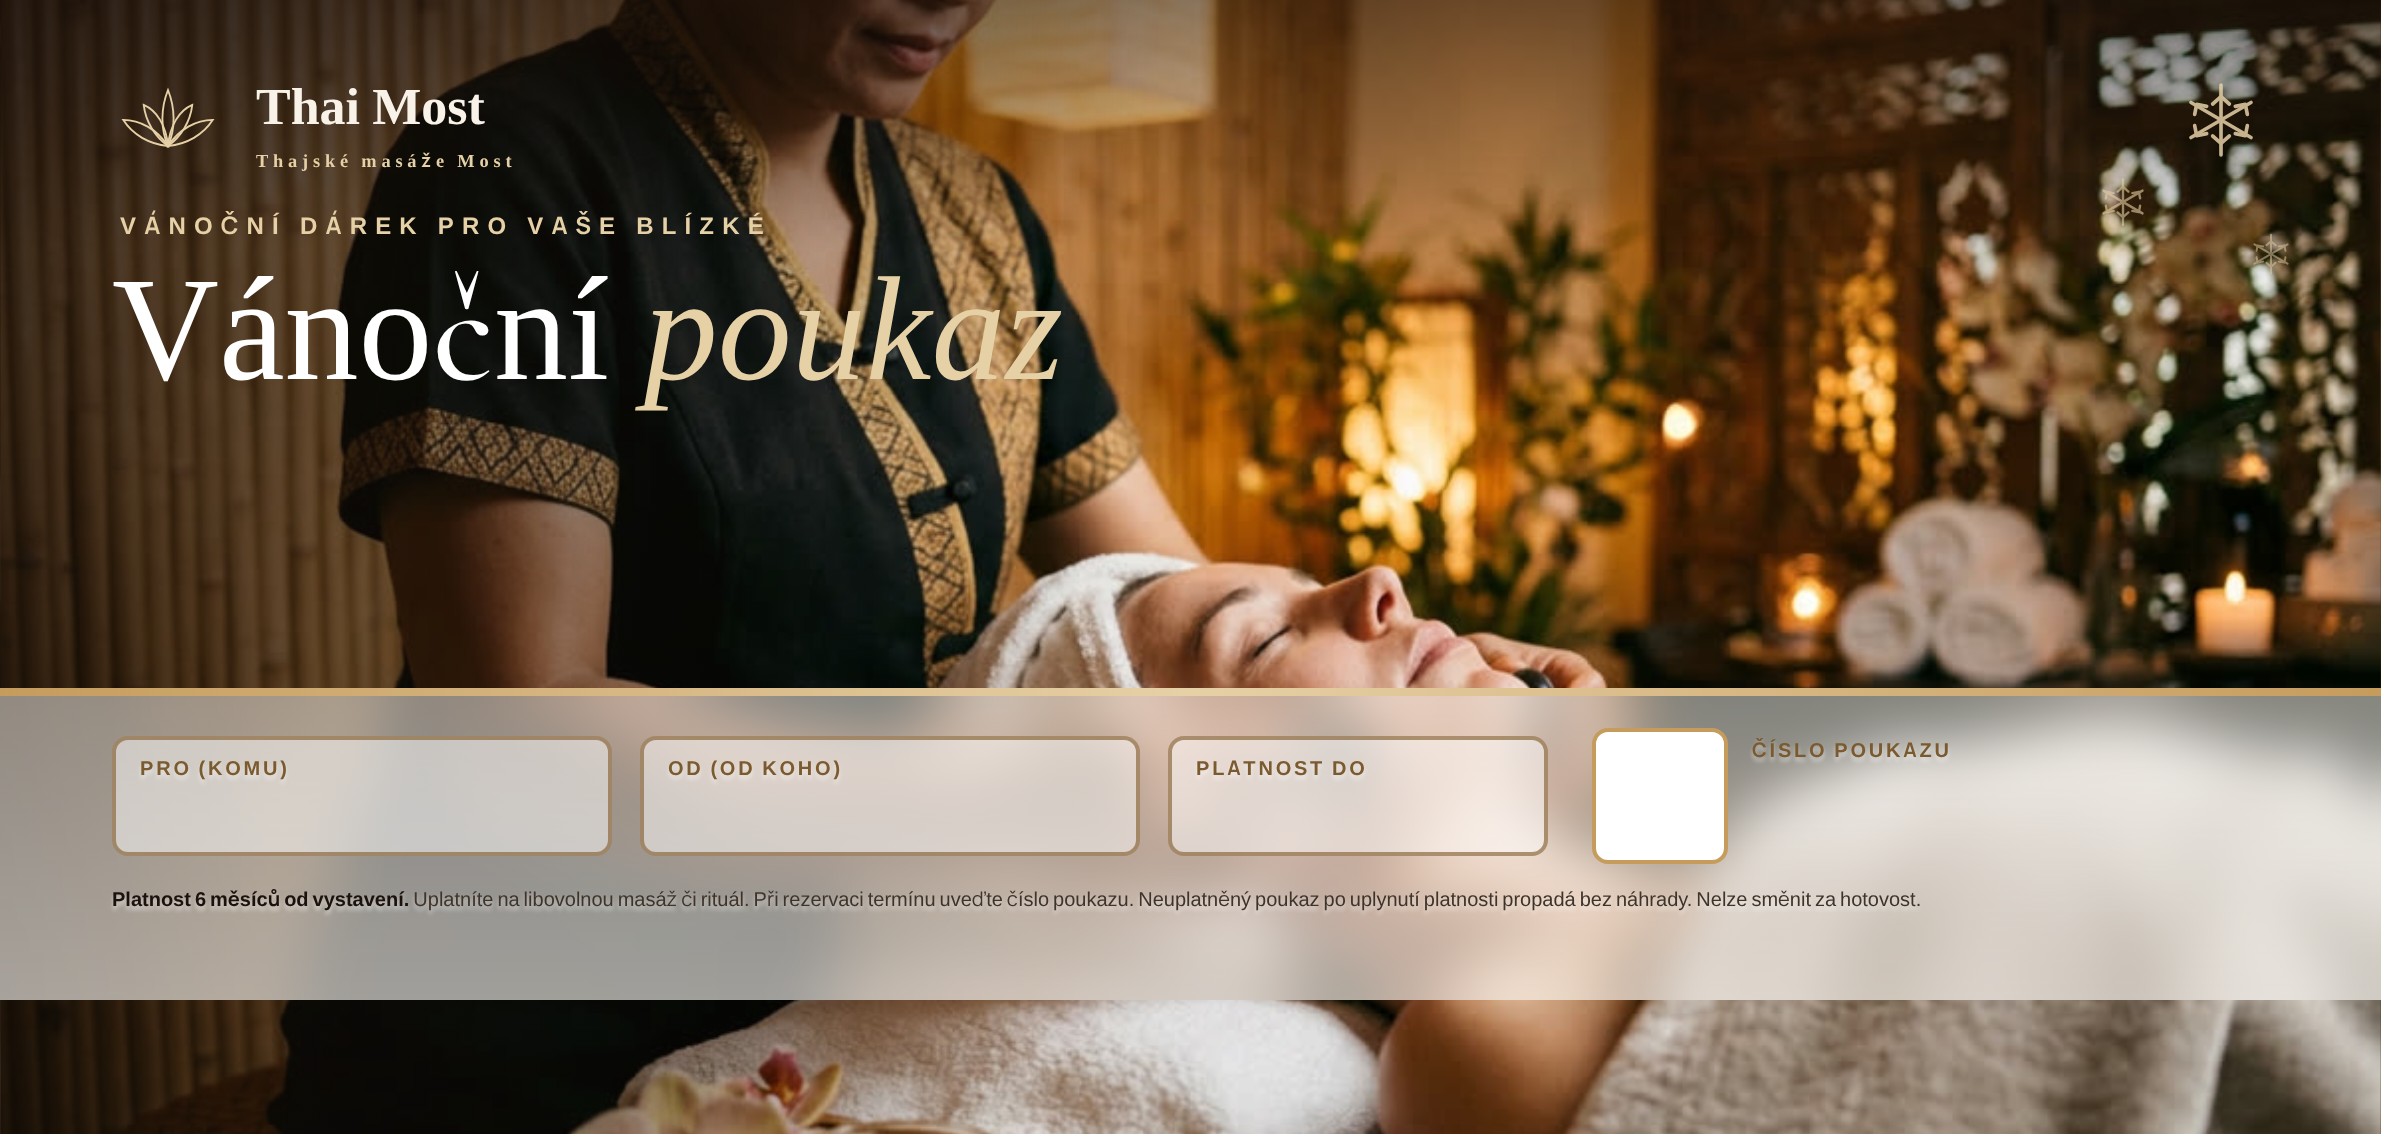 Thai Most
Thajské masáže Most
VÁNOČNÍ DÁREK PRO VAŠE BLÍZKÉ
Vánoční poukaz
PRO (KOMU)
OD (OD KOHO)
PLATNOST DO
ČÍSLO POUKAZU
Platnost 6 měsíců od vystavení. Uplatníte na libovolnou masáž či rituál. Při rezervaci termínu uveďte číslo poukazu. Neuplatněný poukaz po uplynutí platnosti propadá bez náhrady. Nelze směnit za hotovost.